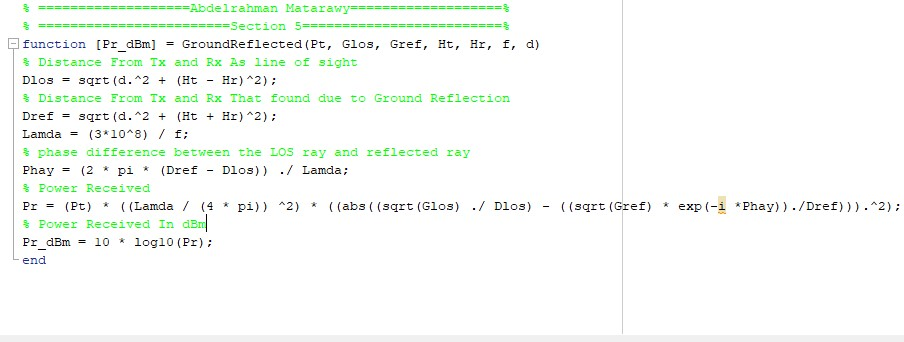 % ===================Abdelrahman Matarawy===================%
% ========================Section 5=========================%
function [Pr_dBm] = GroundReflected(Pt, Glos, Gref, Ht, Hr, f, d)
% Distance From Tx and Rx As line of sight
Dlos = sqrt(d.^2 + (Ht - Hr)^2);
% Distance From Tx and Rx That found due to Ground Reflection
Dref = sqrt(d.^2 + (Ht + Hr)^2);
Lamda = (3*10^8) / f;
% phase difference between the LOS ray and reflected ray
Phay = (2 * pi * (Dref - Dlos)) ./ Lamda;
% Power Received
Pr = (Pt) * ((Lamda / (4 * pi)) ^2) * ((abs((sqrt(Glos) ./ Dlos) - ((sqrt(Gref) * exp(-i *Phay))./Dref))).^2);
% Power Received In dBm
Pr_dBm = 10 * log10(Pr);
end